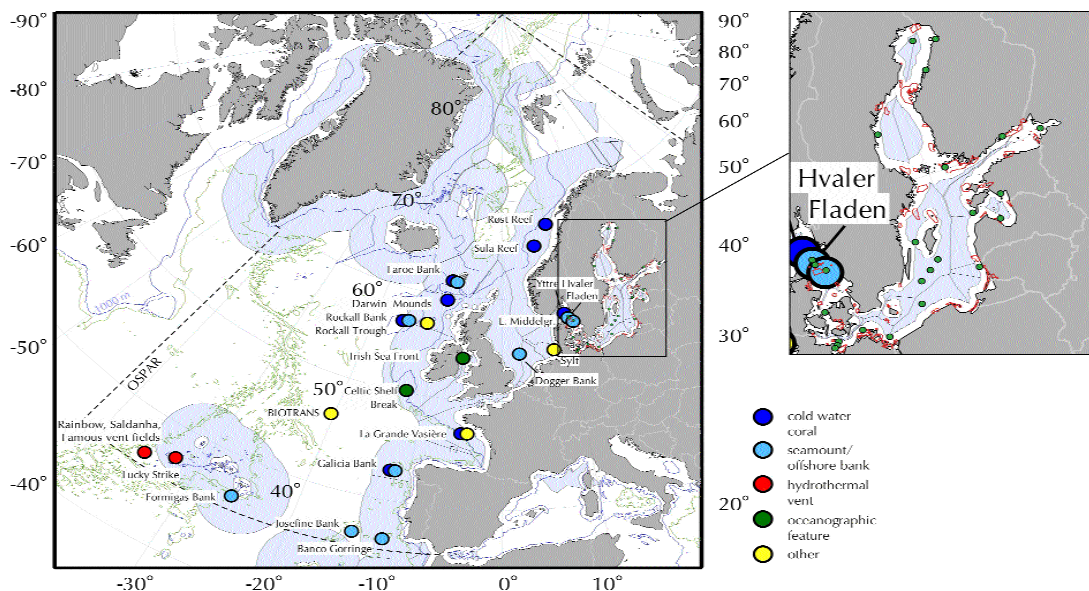 -90°
-80°
-70°
-60°
-50°
-40°
-30°
-20°
-10°
0°
10°
90°
80°
70°
60°
50°
40°
30°
20°
80°
70°
60°
50°
40°
1000 m
OSPAR
Røst Reef
Sula Reef
Faroe Bank
Darwin Mounds
Rockall Bank
Rockall Trough
Irish Sea Front
Celtic Shelf
Break
BIOTRANS
La Grande Vasière
Galicia Bank
Rainbow, Saldanha,
Famous vent fields
Lucky Strike
Formigas Bank
Josefine Bank
Banco Gorringe
Yttre Hvaler
Fladen
L. Middelgr.
Sylt
Dogger Bank
Hvaler
Fladen
cold water
coral
seamount/
offshore bank
hydrothermal
vent
oceanographic
feature
other